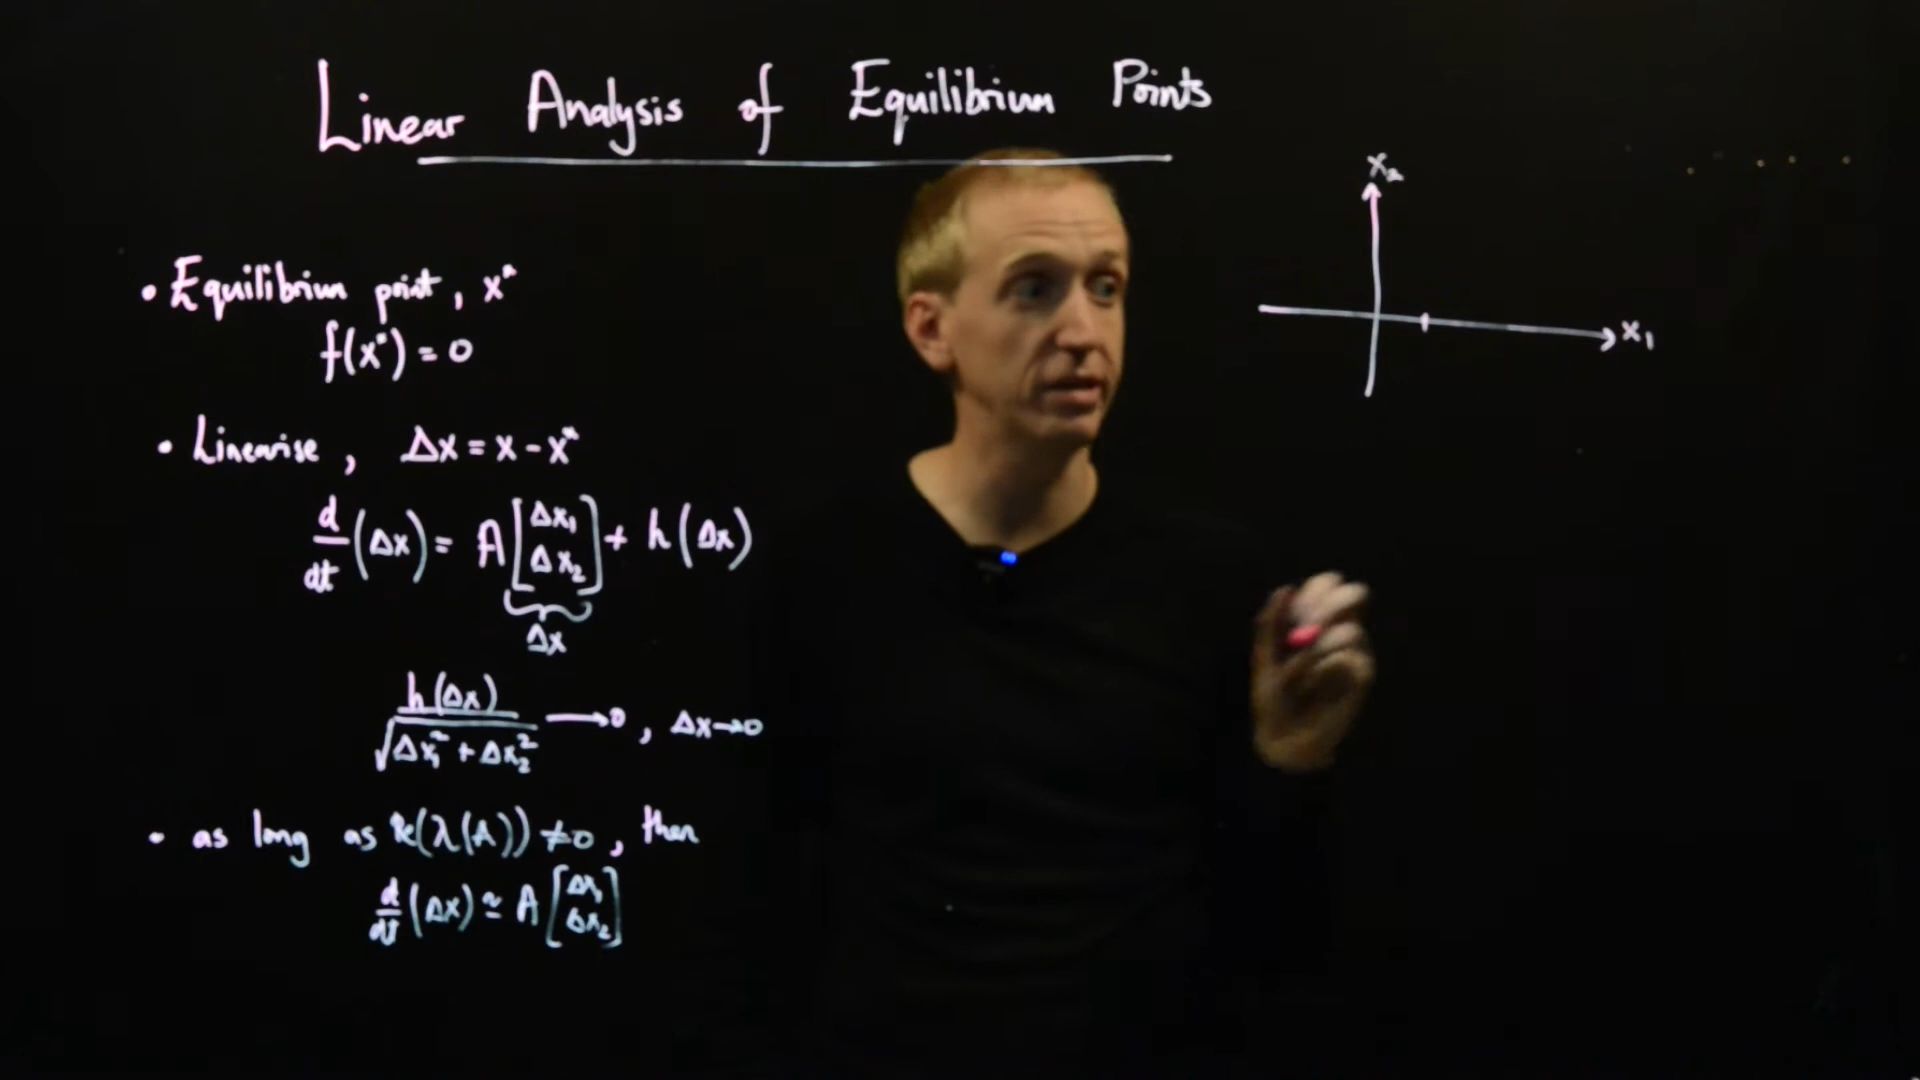 Linear Analysis of Equilibrium Points
• Equilibrium point, x*
f(x*) = 0
• Linearise, Δx = x - x*
d/dt (Δx) = A [Δx₁ Δx₂] + h(Δx)
Δx
h(Δx) / √(Δx₁² + Δx₂²) → 0, Δx → 0
• as long as Re(λ(A)) ≠ 0, then
d/dt (Δx) ≃ A [Δx₁ Δx₂]
x₂
x₁